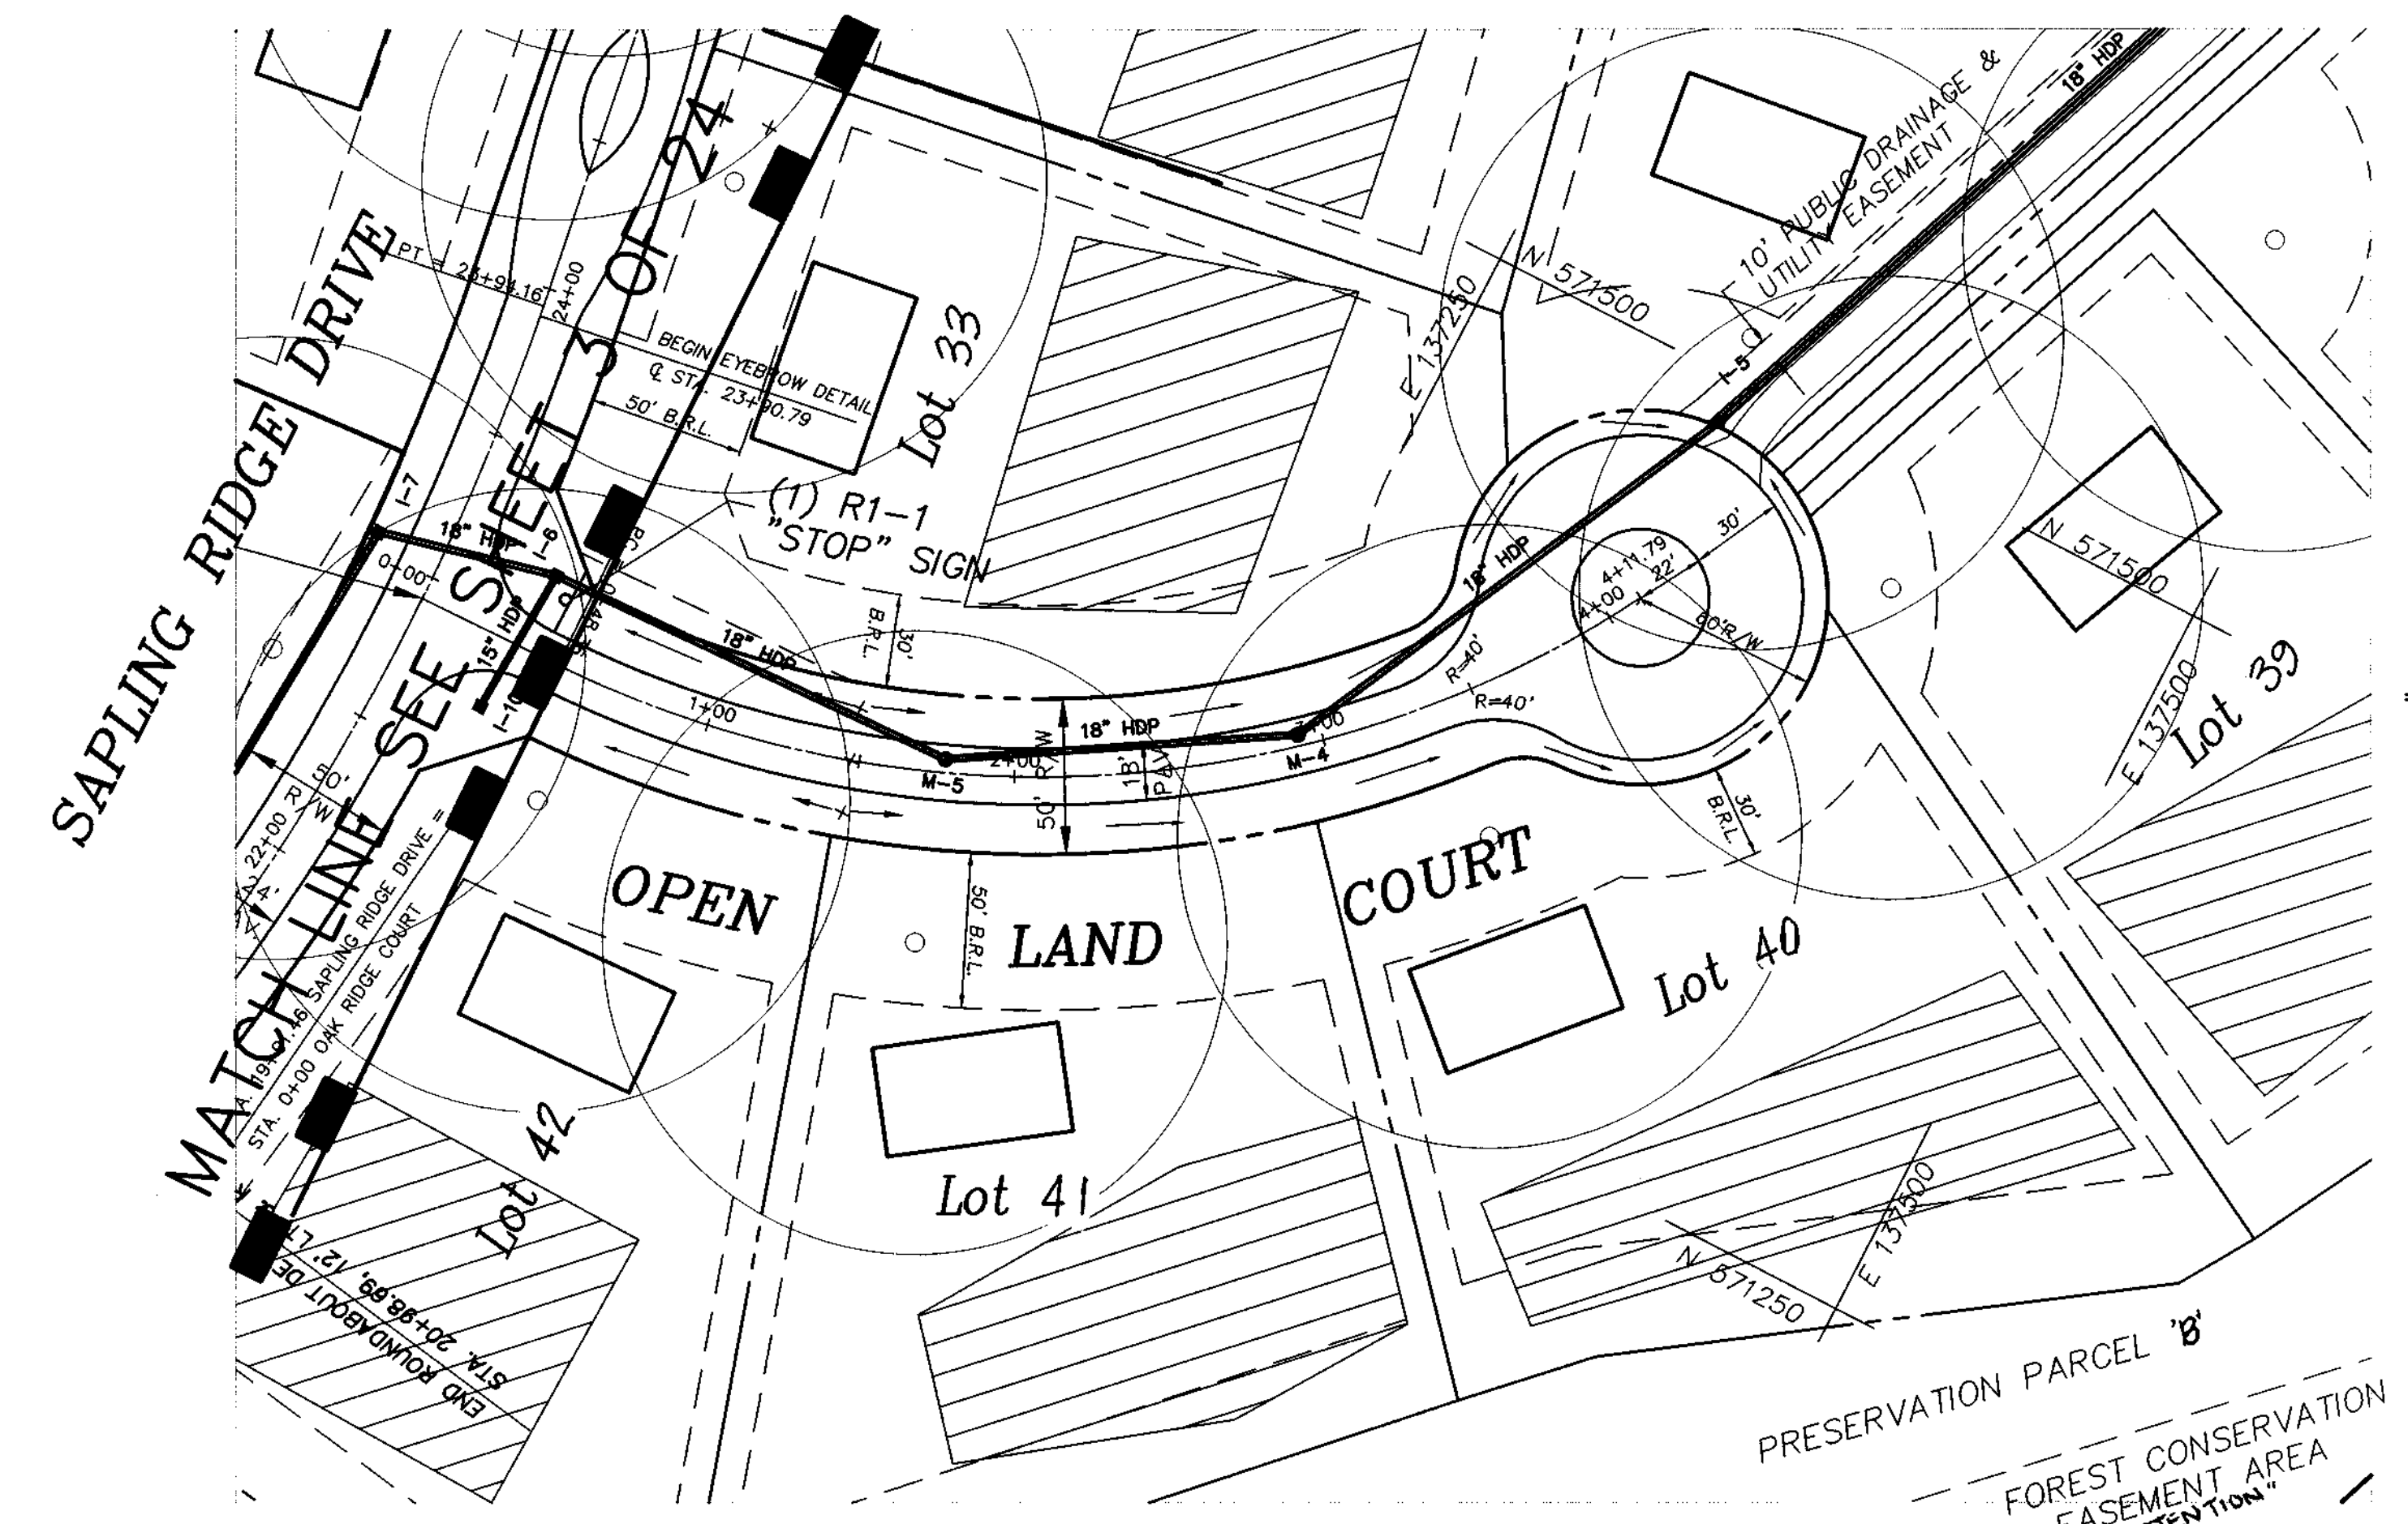 SAPLING RIDGE DRIVE
MATCH LINE SEE SHEET 3 OF 24
PT = 23+94.16
24+00
BEGIN EYEBROW DETAIL
℄ STA. 23+90.79
50' B.R.L.
Lot 33
(1) R1-1
"STOP" SIGN
N 571500
E 137250
10' PUBLIC DRAINAGE &
UTILITY EASEMENT
18" HDP
I-5
I-7
18" HDP
I-6
0+00
15" HDP
I-10
18" HDP
30'
B.R.L.
1+00
M-5
2+00
18" HDP
50' R/W
18'
M-4
3+00
18" HDP
R=40'
R=40'
4+00
4+11.79
22'
30'
60'R/W
30'
B.R.L.
N 571500
E 137500
Lot 39
50'
R/W
22+00
SAPLING RIDGE DRIVE =
STA. 0+00 OAK RIDGE COURT
OPEN LAND COURT
50' B.R.L.
Lot 40
Lot 41
Lot 42
END ROUNDABOUT
STA. 20+98.69, 12' LT.
N 571250
E 137500
PRESERVATION PARCEL 'B'
FOREST CONSERVATION
EASEMENT AREA